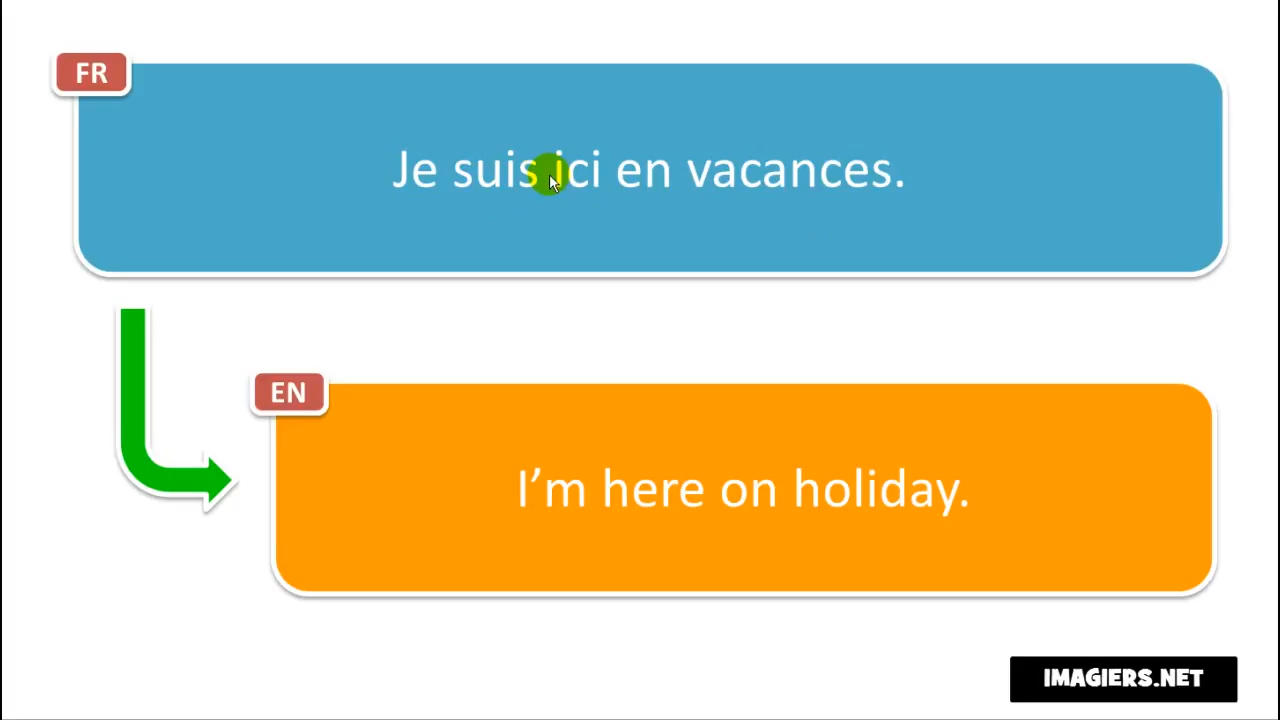 FR
Je suis ici en vacances.
EN
I’m here on holiday.
IMAGIERS.NET